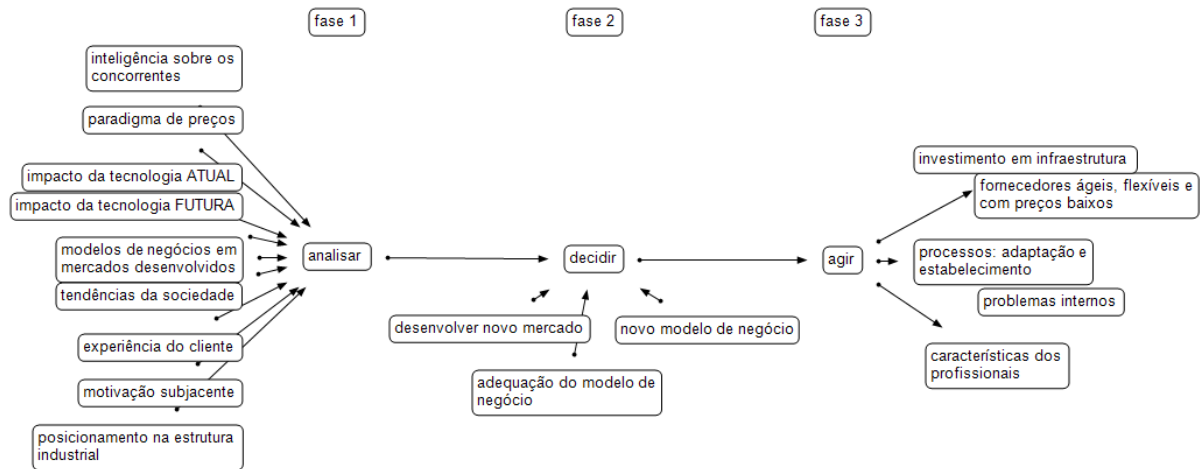 fase 1
fase 2
fase 3
inteligência sobre os
concorrentes
paradigma de preços
impacto da tecnologia ATUAL
impacto da tecnologia FUTURA
modelos de negócios em
mercados desenvolvidos
tendências da sociedade
experiência do cliente
motivação subjacente
posicionamento na estrutura
industrial
analisar
decidir
desenvolver novo mercado
novo modelo de negócio
adequação do modelo de
negócio
agir
investimento em infraestrutura
fornecedores ágeis, flexíveis e
com preços baixos
processos: adaptação e
estabelecimento
problemas internos
características dos
profissionais